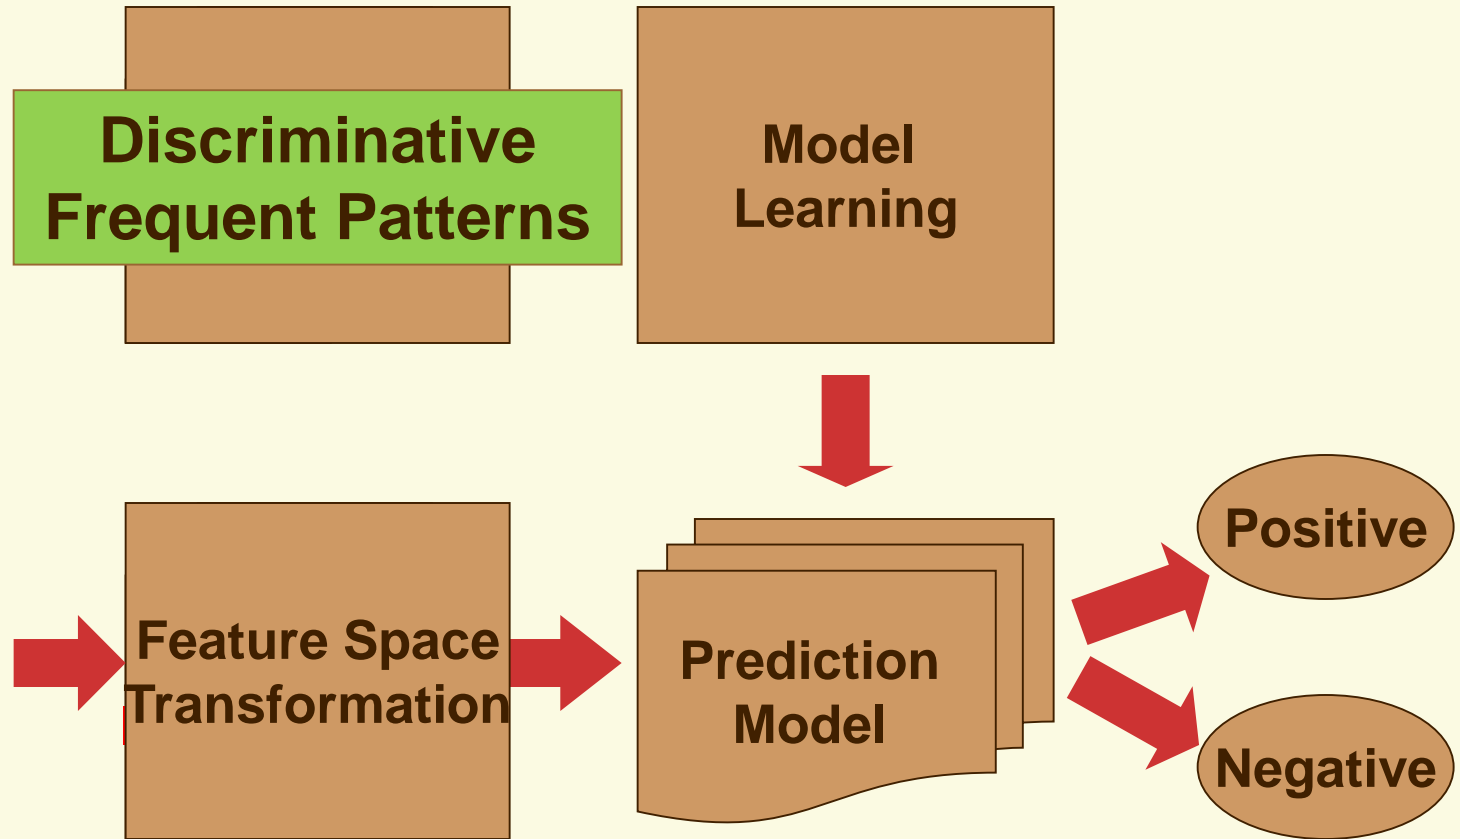 Discriminative
Frequent Patterns
Model
Learning
Feature Space
Transformation
Prediction
Model
Positive
Negative